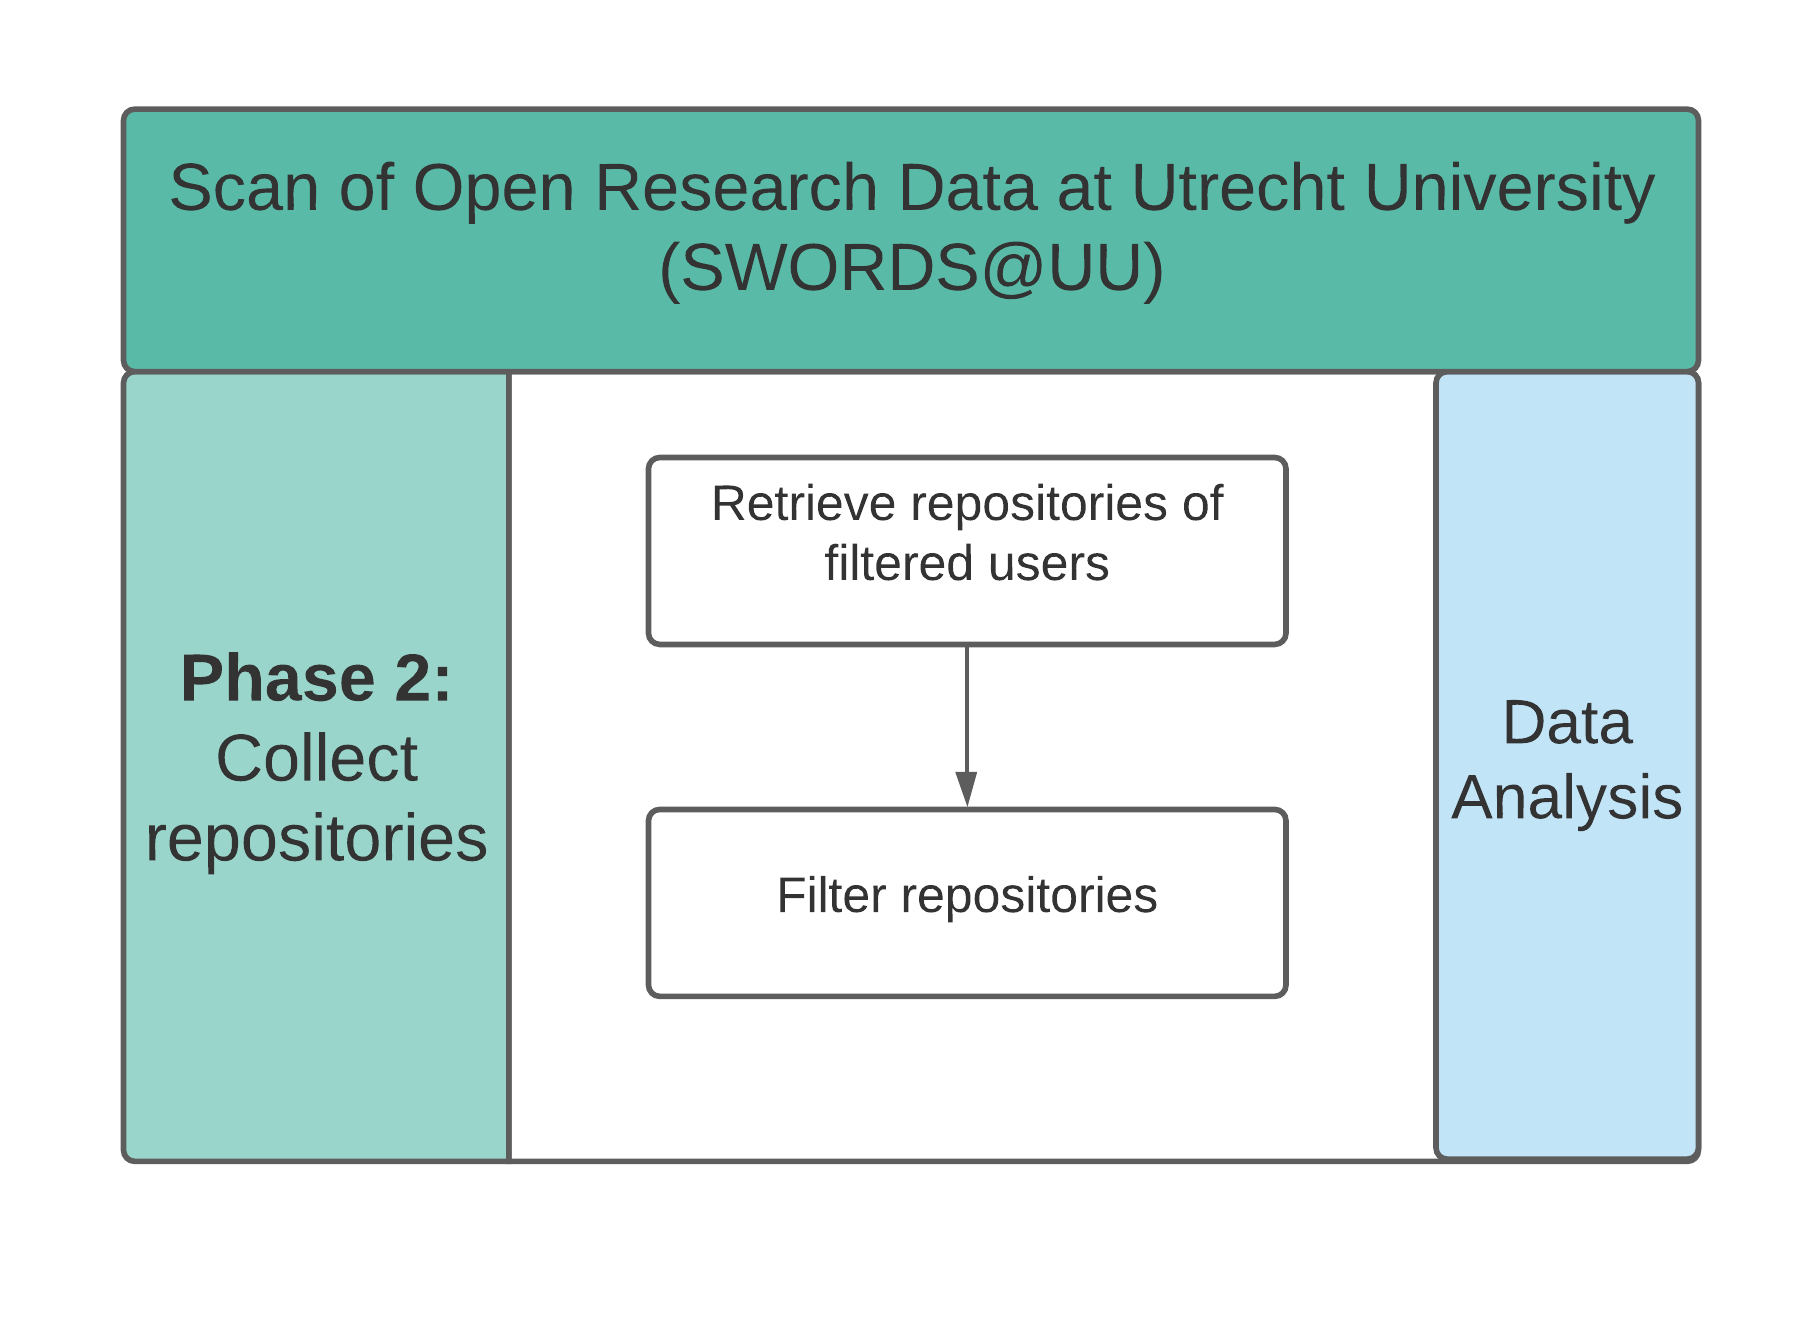 Scan of Open Research Data at Utrecht University
(SWORDS@UU)
Phase 2:
Collect
repositories
Retrieve repositories of
filtered users
Filter repositories
Data
Analysis